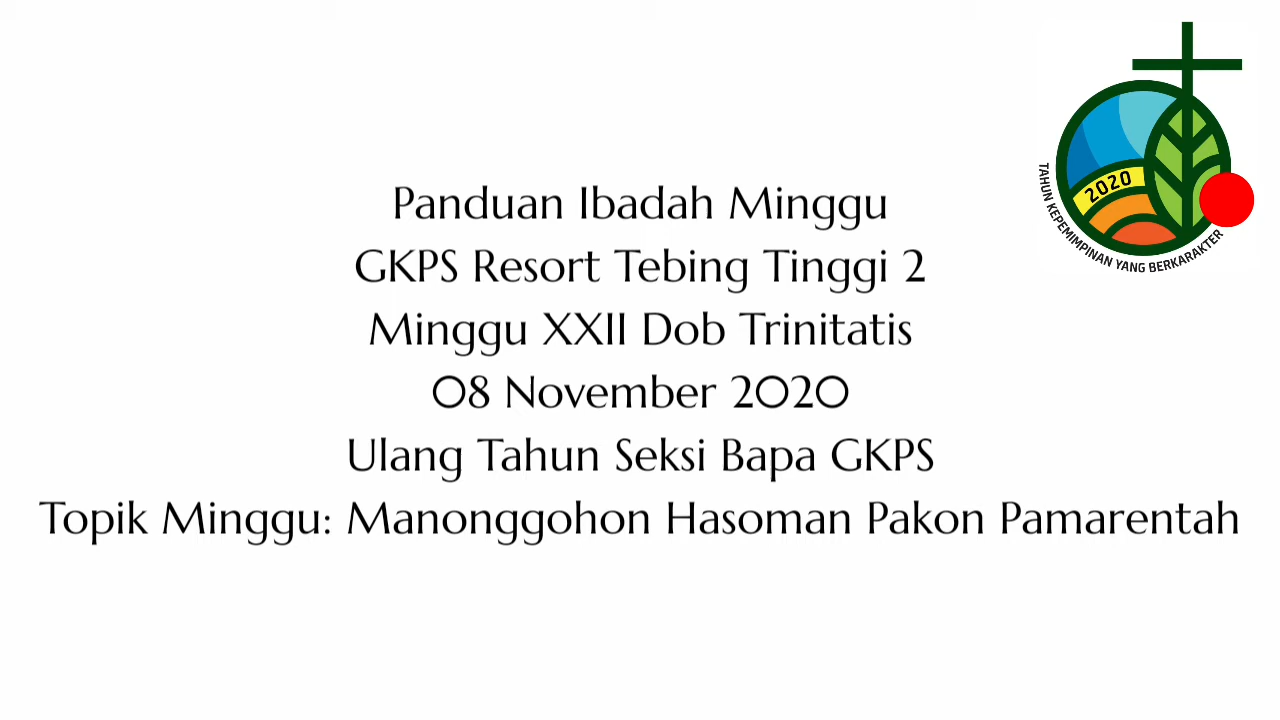 Panduan Ibadah Minggu
GKPS Resort Tebing Tinggi 2
Minggu XXII Dob Trinitatis
08 November 2020
Ulang Tahun Seksi Bapa GKPS
Topik Minggu: Manonggohon Hasoman Pakon Pamarentah
2020
TAHUN KEPEMIMPINAN YANG BERKARAKTER